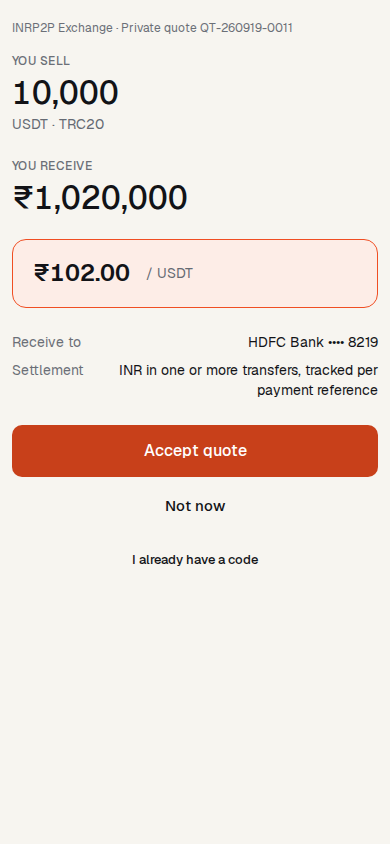 INRP2P Exchange · Private quote QT-260919-0011
YOU SELL
10,000
USDT · TRC20
YOU RECEIVE
₹1,020,000
₹102.00 / USDT
Receive to HDFC Bank •••• 8219
Settlement INR in one or more transfers, tracked per
payment reference
Accept quote
Not now
I already have a code